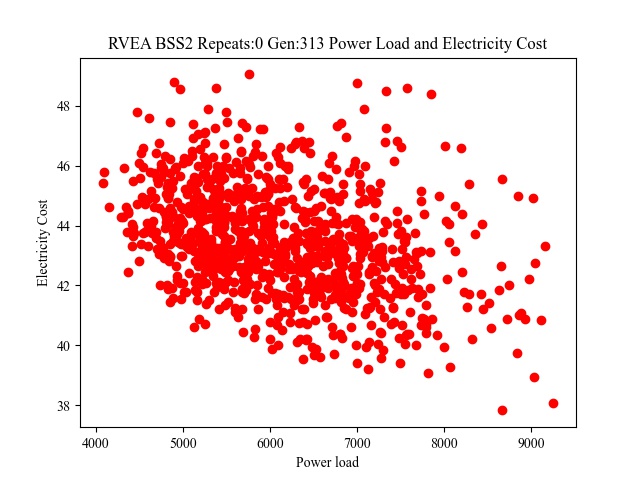 RVEA BSS2 Repeats:0 Gen:313 Power Load and Electricity Cost
Electricity Cost
48
46
44
42
40
38
4000 5000 6000 7000 8000 9000
Power load